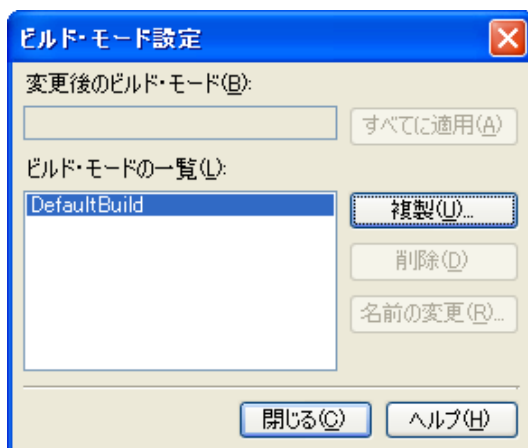 ビルド・モード設定
変更後のビルド・モード(B):
すべてに適用(A)
ビルド・モードの一覧(L):
DefaultBuild
複製(U)...
削除(D)
名前の変更(R)...
閉じる(C)
ヘルプ(H)